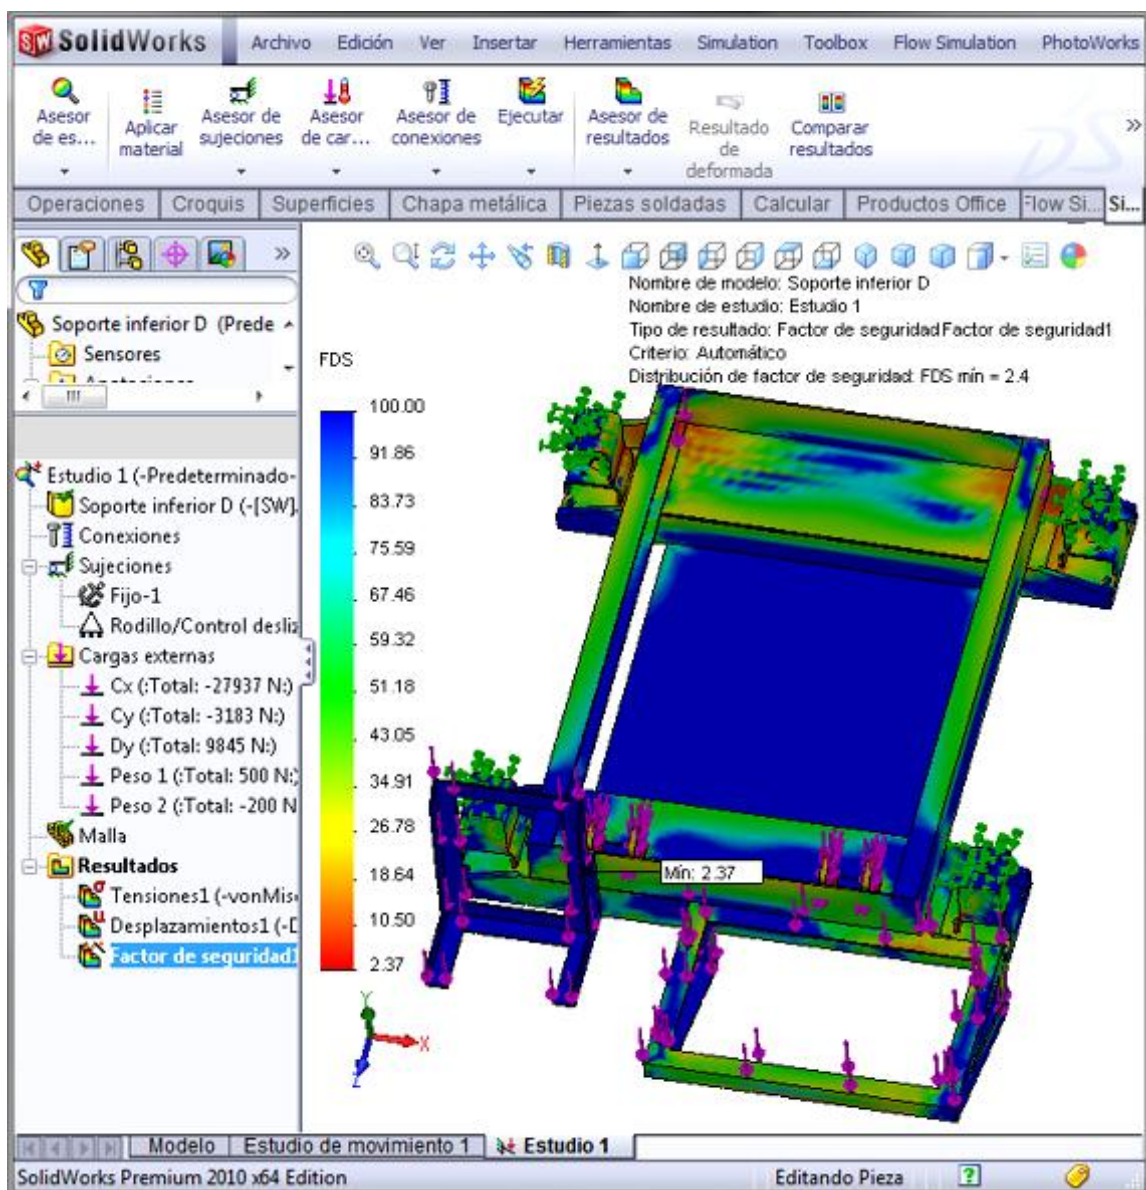 SolidWorks Archivo Edición Ver Insertar Herramientas Simulation Toolbox Flow Simulation PhotoWorks
Asesor de es...
Aplicar material
Asesor de sujeciones
Asesor de car...
Asesor de conexiones
Ejecutar
Asesor de resultados
Resultado de deformada
Comparar resultados
Operaciones Croquis Superficies Chapa metálica Piezas soldadas Calcular Productos Office Flow Si... Si...
Soporte inferior D (Prede
Sensores
Estudio 1 (-Predeterminado-
Soporte inferior D (-[SW].
Conexiones
Sujeciones
Fijo-1
Rodillo/Control desliz
Cargas externas
Cx (:Total: -27937 N:)
Cy (:Total: -3183 N:)
Dy (:Total: 9845 N:)
Peso 1 (:Total: 500 N:)
Peso 2 (:Total: -200 N
Malla
Resultados
Tensiones1 (-vonMis
Desplazamientos1 (-D
Factor de seguridad1
Nombre de modelo: Soporte inferior D
Nombre de estudio: Estudio 1
Tipo de resultado: Factor de seguridad Factor de seguridad1
Criterio: Automático
Distribución de factor de seguridad: FDS mín = 2.4
FDS
100.00
91.86
83.73
75.59
67.46
59.32
51.18
43.05
34.91
26.78
18.64
10.50
2.37
Mín: 2.37
Y
X
Z
Modelo Estudio de movimiento 1 Estudio 1
SolidWorks Premium 2010 x64 Edition Editando Pieza